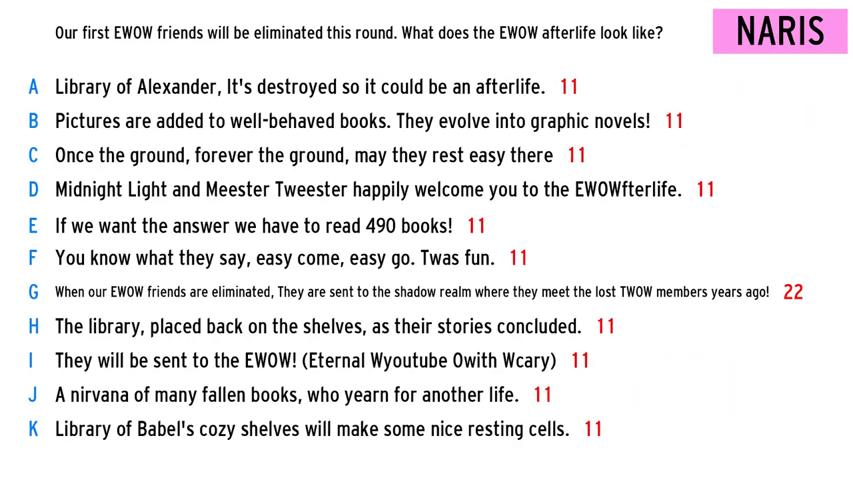 Our first EWOW friends will be eliminated this round. What does the EWOW afterlife look like?
NARIS
A Library of Alexander, It's destroyed so it could be an afterlife. 11
B Pictures are added to well-behaved books. They evolve into graphic novels! 11
C Once the ground, forever the ground, may they rest easy there 11
D Midnight Light and Meester Tweester happily welcome you to the EWOWfterlife. 11
E If we want the answer we have to read 490 books! 11
F You know what they say, easy come, easy go. Twas fun. 11
G When our EWOW friends are eliminated, They are sent to the shadow realm where they meet the lost TWOW members years ago! 22
H The library, placed back on the shelves, as their stories concluded. 11
I They will be sent to the EWOW! (Eternal Wyoutube Owith Wcary) 11
J A nirvana of many fallen books, who yearn for another life. 11
K Library of Babel's cozy shelves will make some nice resting cells. 11